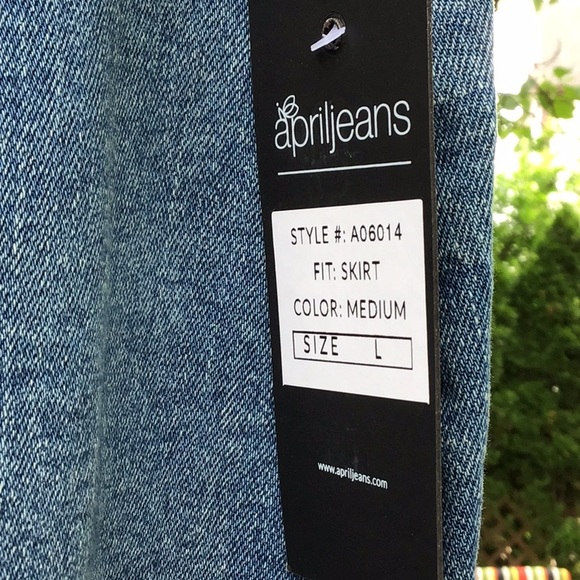 apriljeans
STYLE #: A06014
FIT: SKIRT
COLOR: MEDIUM
SIZE L
www.apriljeans.com